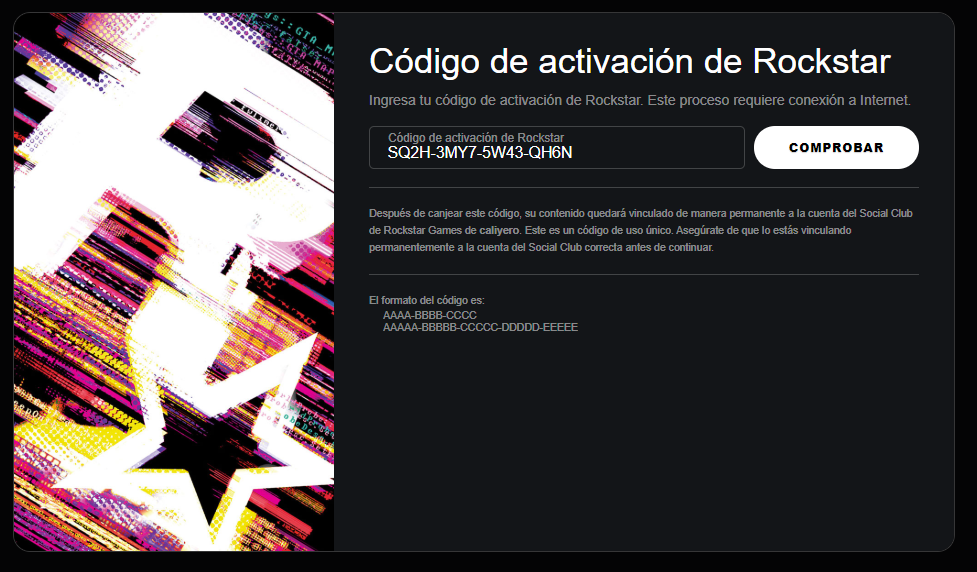 Código de activación de Rockstar
Ingresa tu código de activación de Rockstar. Este proceso requiere conexión a Internet.
Código de activación de Rockstar
SQ2H-3MY7-5W43-QH6N
COMPROBAR
Después de canjear este código, su contenido quedará vinculado de manera permanente a la cuenta del Social Club
de Rockstar Games de caliyero. Este es un código de uso único. Asegúrate de que lo estás vinculando
permanentemente a la cuenta del Social Club correcta antes de continuar.
El formato del código es:
AAAA-BBBB-CCCC
AAAAA-BBBBB-CCCCC-DDDDD-EEEEE